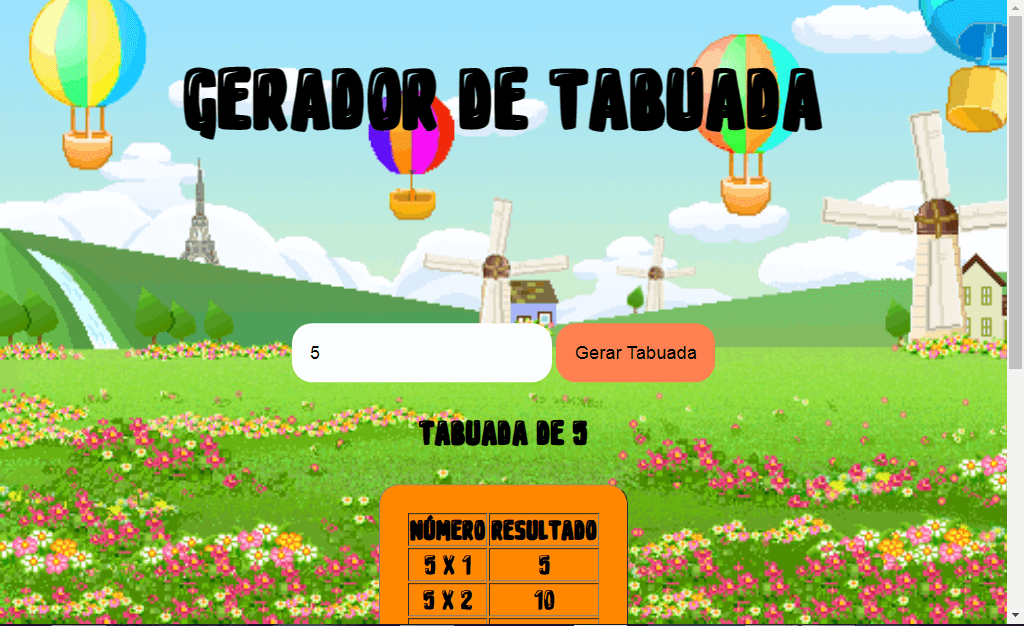 GERADOR DE TABUADA
5 Gerar Tabuada
TABUADA DE 5
NÚMERO RESULTADO
5 X 1 5
5 X 2 10